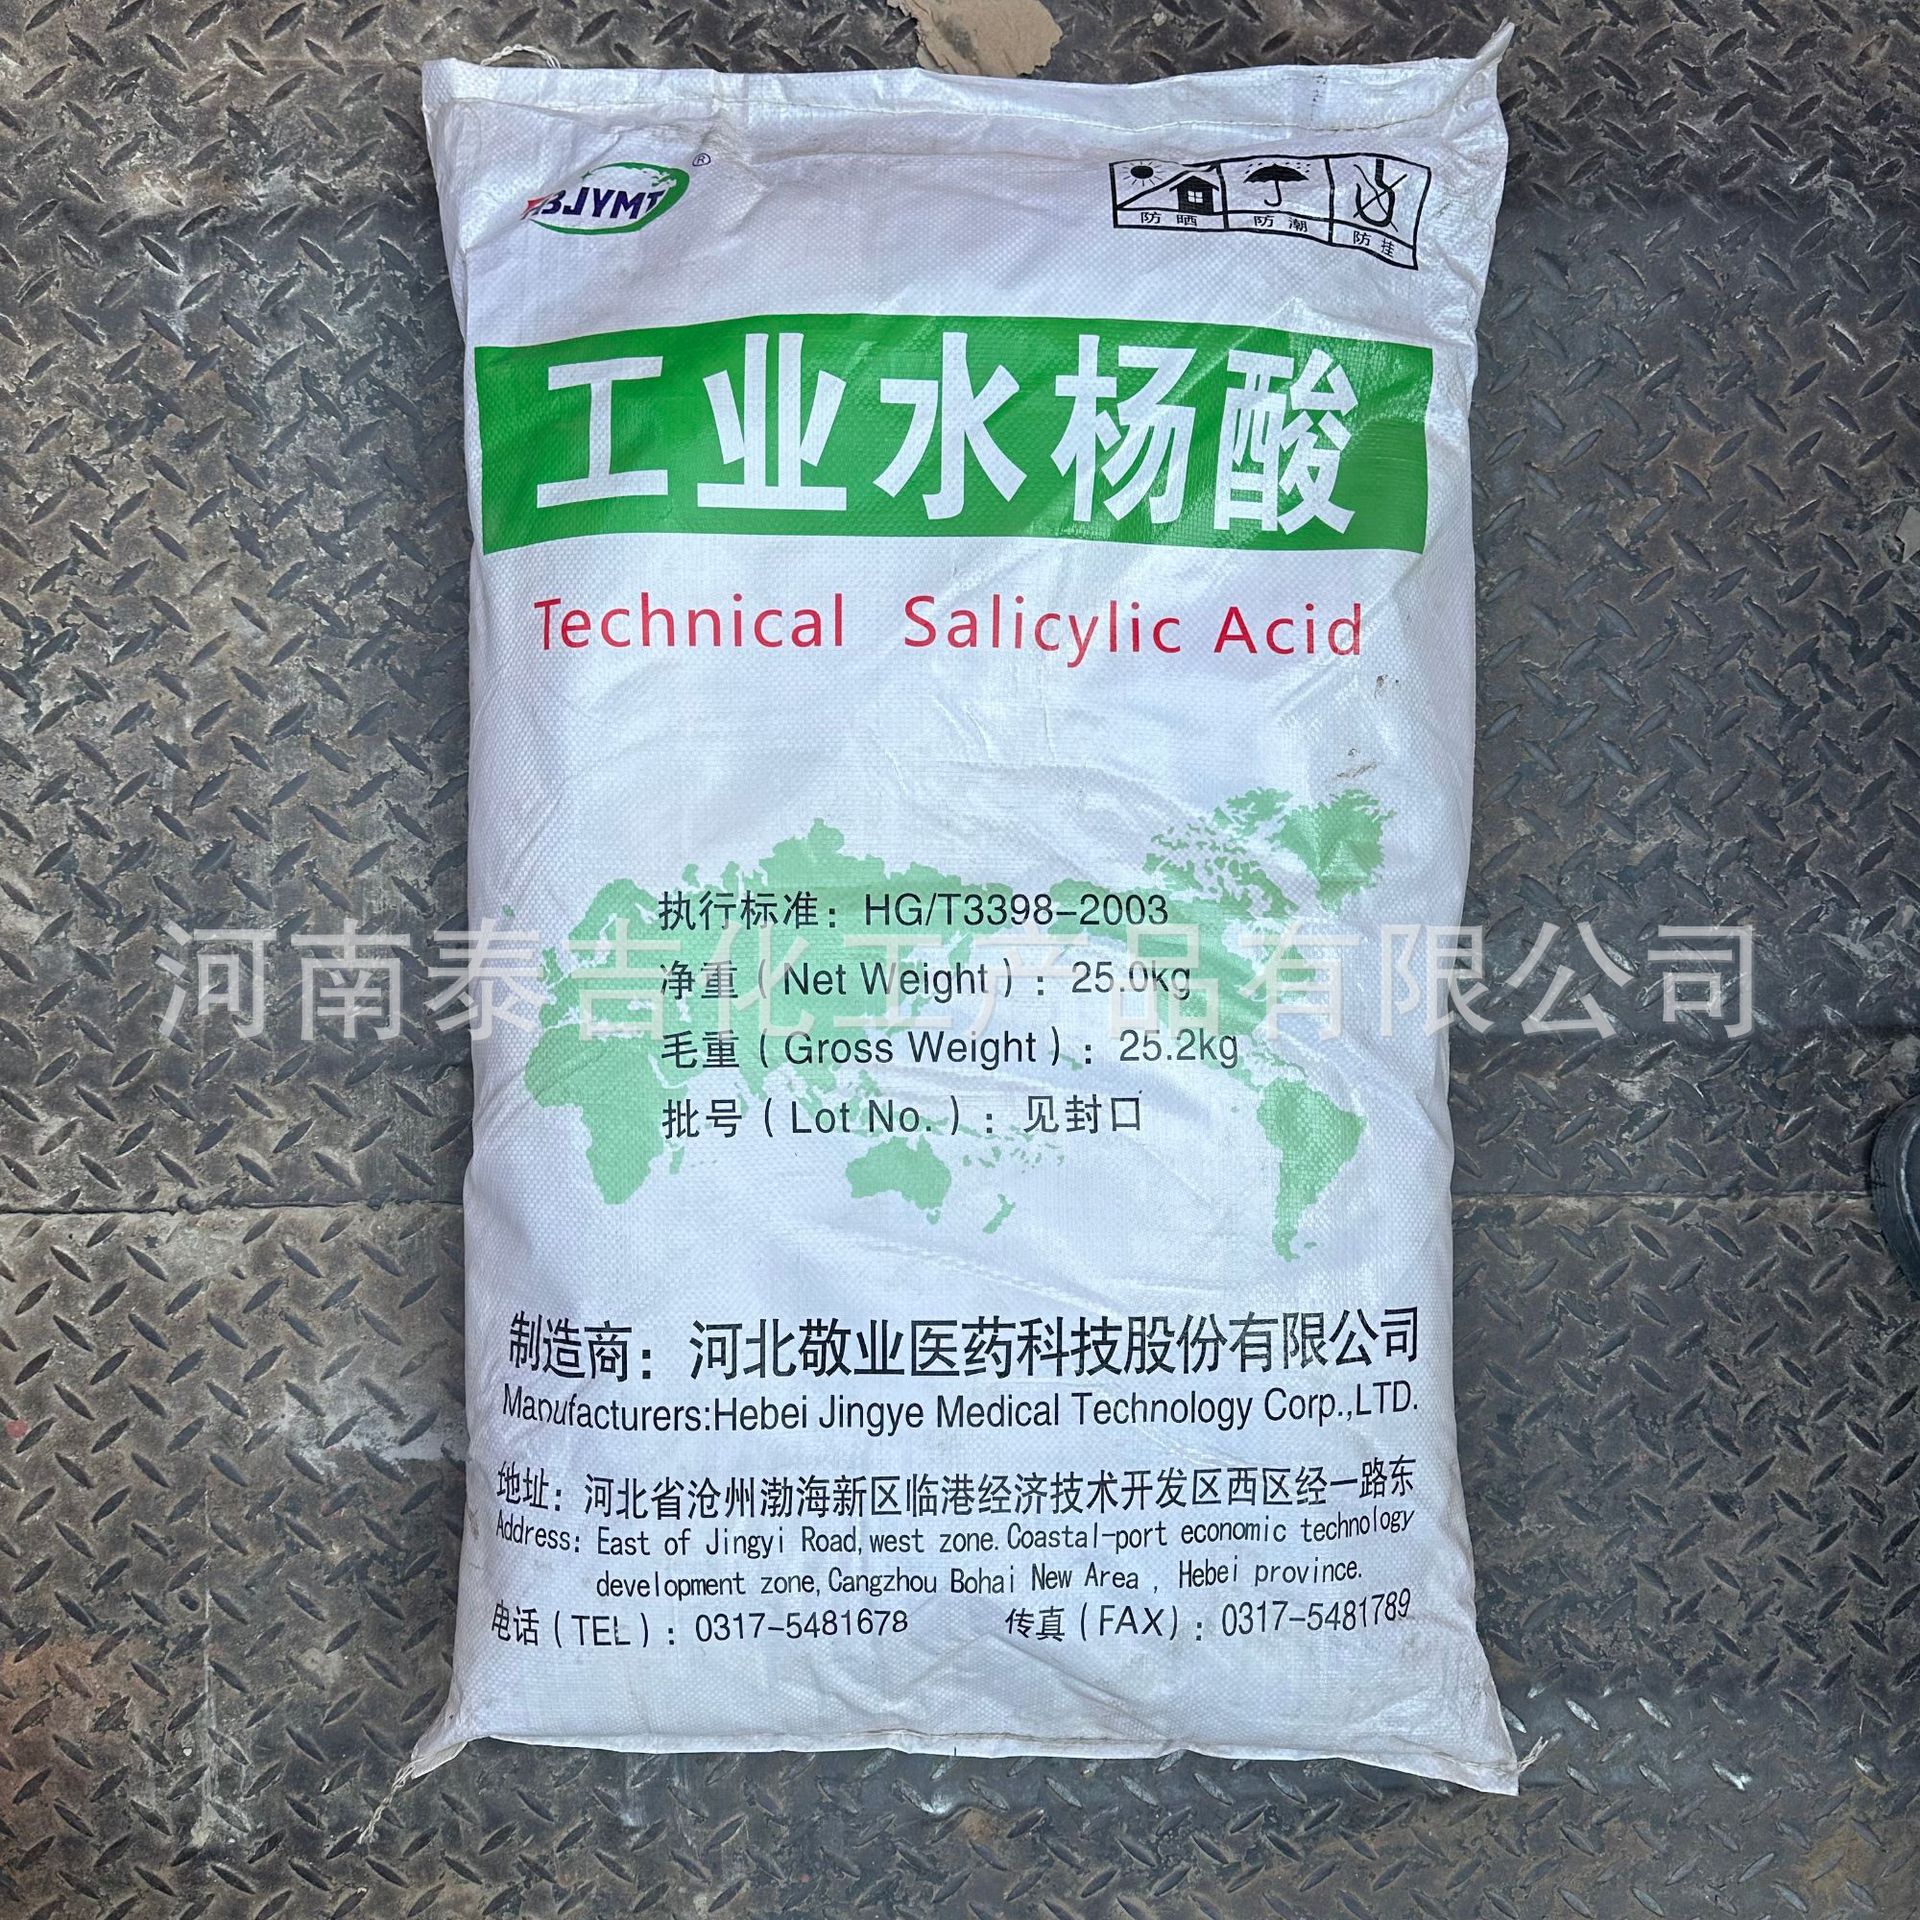 HBJYMT®
防晒 防潮 防挂
工业水杨酸
Technical Salicylic Acid
执行标准：HG/T3398-2003
净重（Net Weight）：25.0kg
毛重（Gross Weight）：25.2kg
批号（Lot No.）：见封口
河南泰吉化工产品有限公司
制造商：河北敬业医药科技股份有限公司
Manufacturers:Hebei Jingye Medical Technology Corp.,LTD.
地址：河北省沧州渤海新区临港经济技术开发区西区经一路东
Address: East of Jingyi Road,west zone.Coastal-port economic technology
development zone,Cangzhou Bohai New Area , Hebei province.
电话（TEL）：0317-5481678 传真（FAX）：0317-5481789